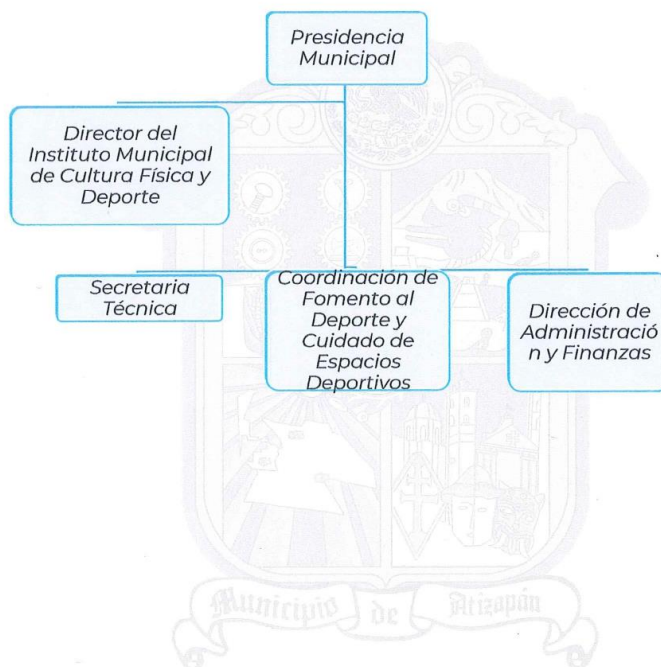 Presidencia
Municipal
Director del
Instituto Municipal
de Cultura Física y
Deporte
Secretaria
Técnica
Coordinación de
Fomento al
Deporte y
Cuidado de
Espacios
Deportivos
Dirección de
Administració
n y Finanzas
Municipio de Atizapán